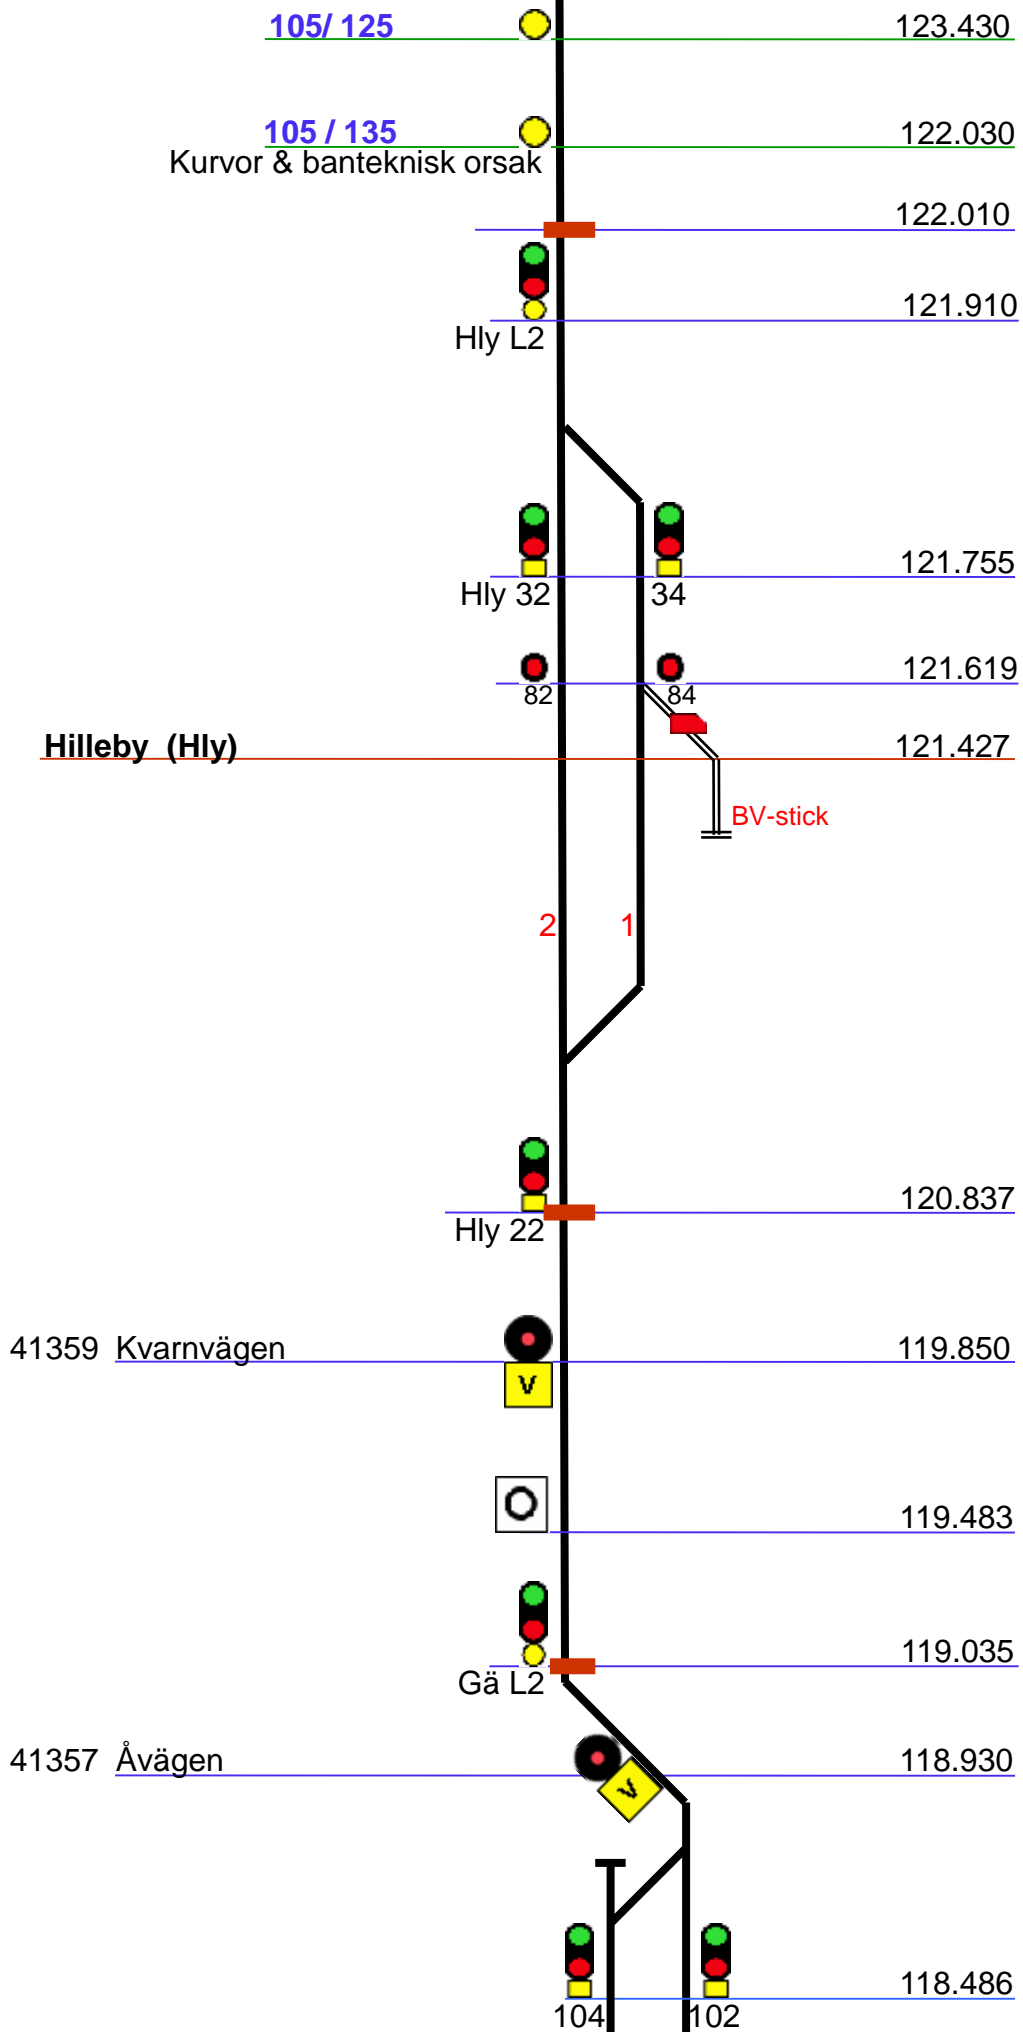 105/ 125 123.430
105 / 135 122.030
Kurvor & banteknisk orsak
122.010
121.910
Hly L2
121.755
Hly 32 34
121.619
82 84
Hilleby (Hly) 121.427
BV-stick
2 1
120.837
Hly 22
41359 Kvarnvägen 119.850
V
119.483
119.035
Gä L2
41357 Åvägen 118.930
V
118.486
104 102